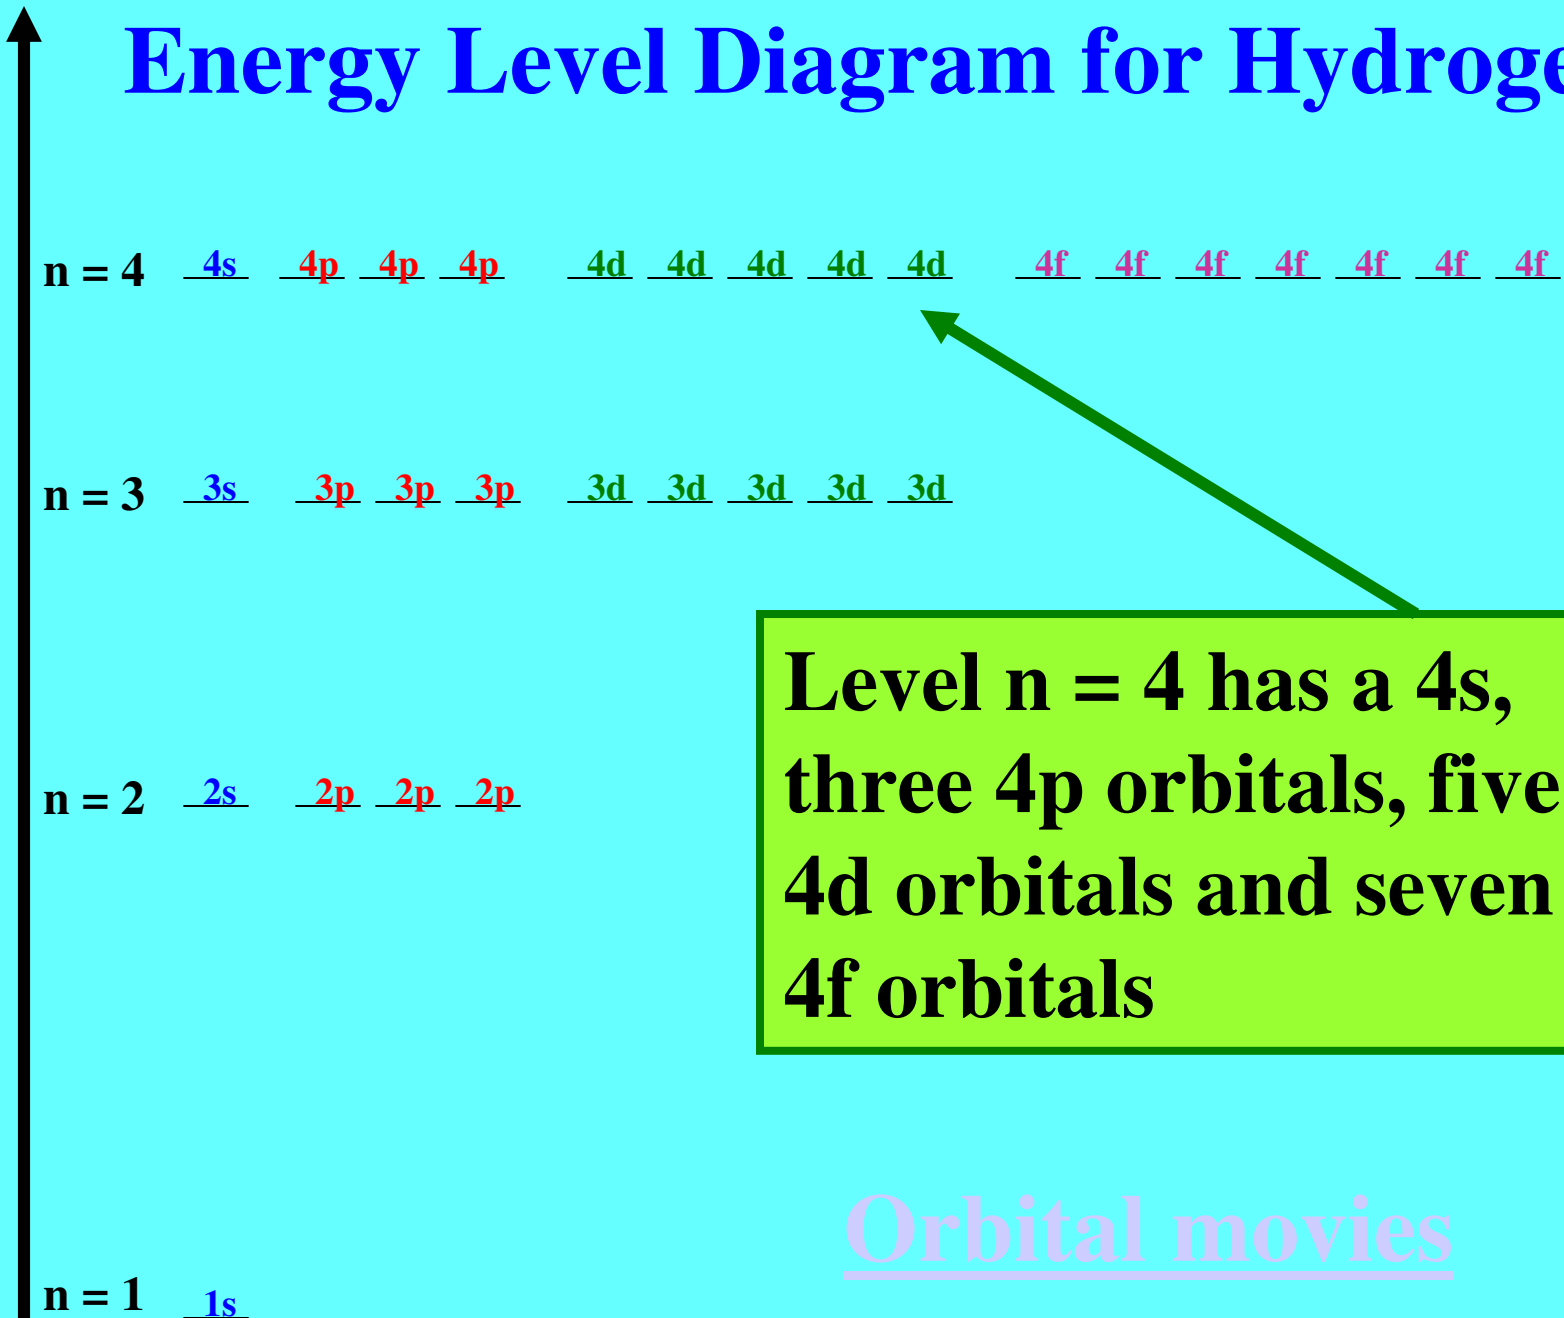 Energy Level Diagram for Hydroge
n = 4 4s 4p 4p 4p 4d 4d 4d 4d 4d 4f 4f 4f 4f 4f 4f 4f
n = 3 3s 3p 3p 3p 3d 3d 3d 3d 3d
n = 2 2s 2p 2p 2p
Level n = 4 has a 4s,
three 4p orbitals, five
4d orbitals and seven
4f orbitals
Orbital movies
n = 1 1s